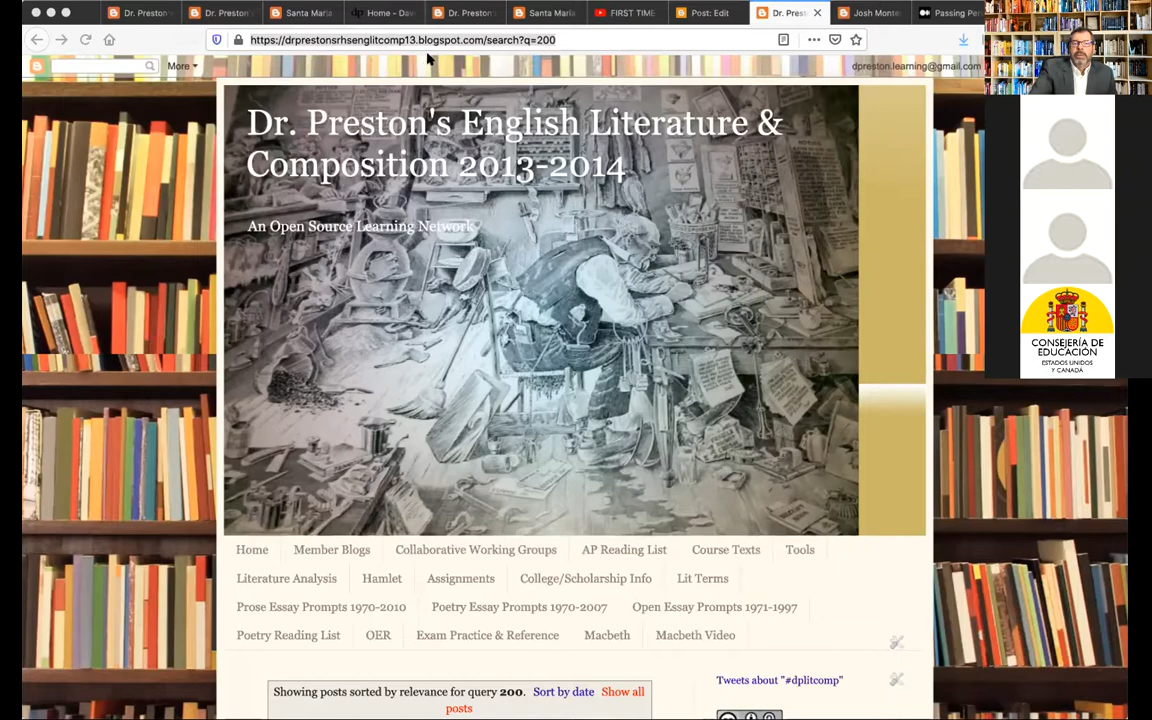 Dr. Preston'
Dr. Preston'
Santa Maria
Home - Dav
Dr. Preston'
Santa Maria
FIRST TIME
Post: Edit
Dr. Pres
Josh Monte
Passing Pe
https://drprestonsrhsenglitcomp13.blogspot.com/search?q=200
More
dpreston.learning@gmail.com
Dr. Preston's English Literature &
Composition 2013-2014
An Open Source Learning Network
CONSEJERÍA DE
EDUCACIÓN
ESTADOS UNIDOS
Y CANADÁ
Home Member Blogs Collaborative Working Groups AP Reading List Course Texts Tools
Literature Analysis Hamlet Assignments College/Scholarship Info Lit Terms
Prose Essay Prompts 1970-2010 Poetry Essay Prompts 1970-2007 Open Essay Prompts 1971-1997
Poetry Reading List OER Exam Practice & Reference Macbeth Macbeth Video
Showing posts sorted by relevance for query 200. Sort by date Show all
posts
Tweets about "#dplitcomp"